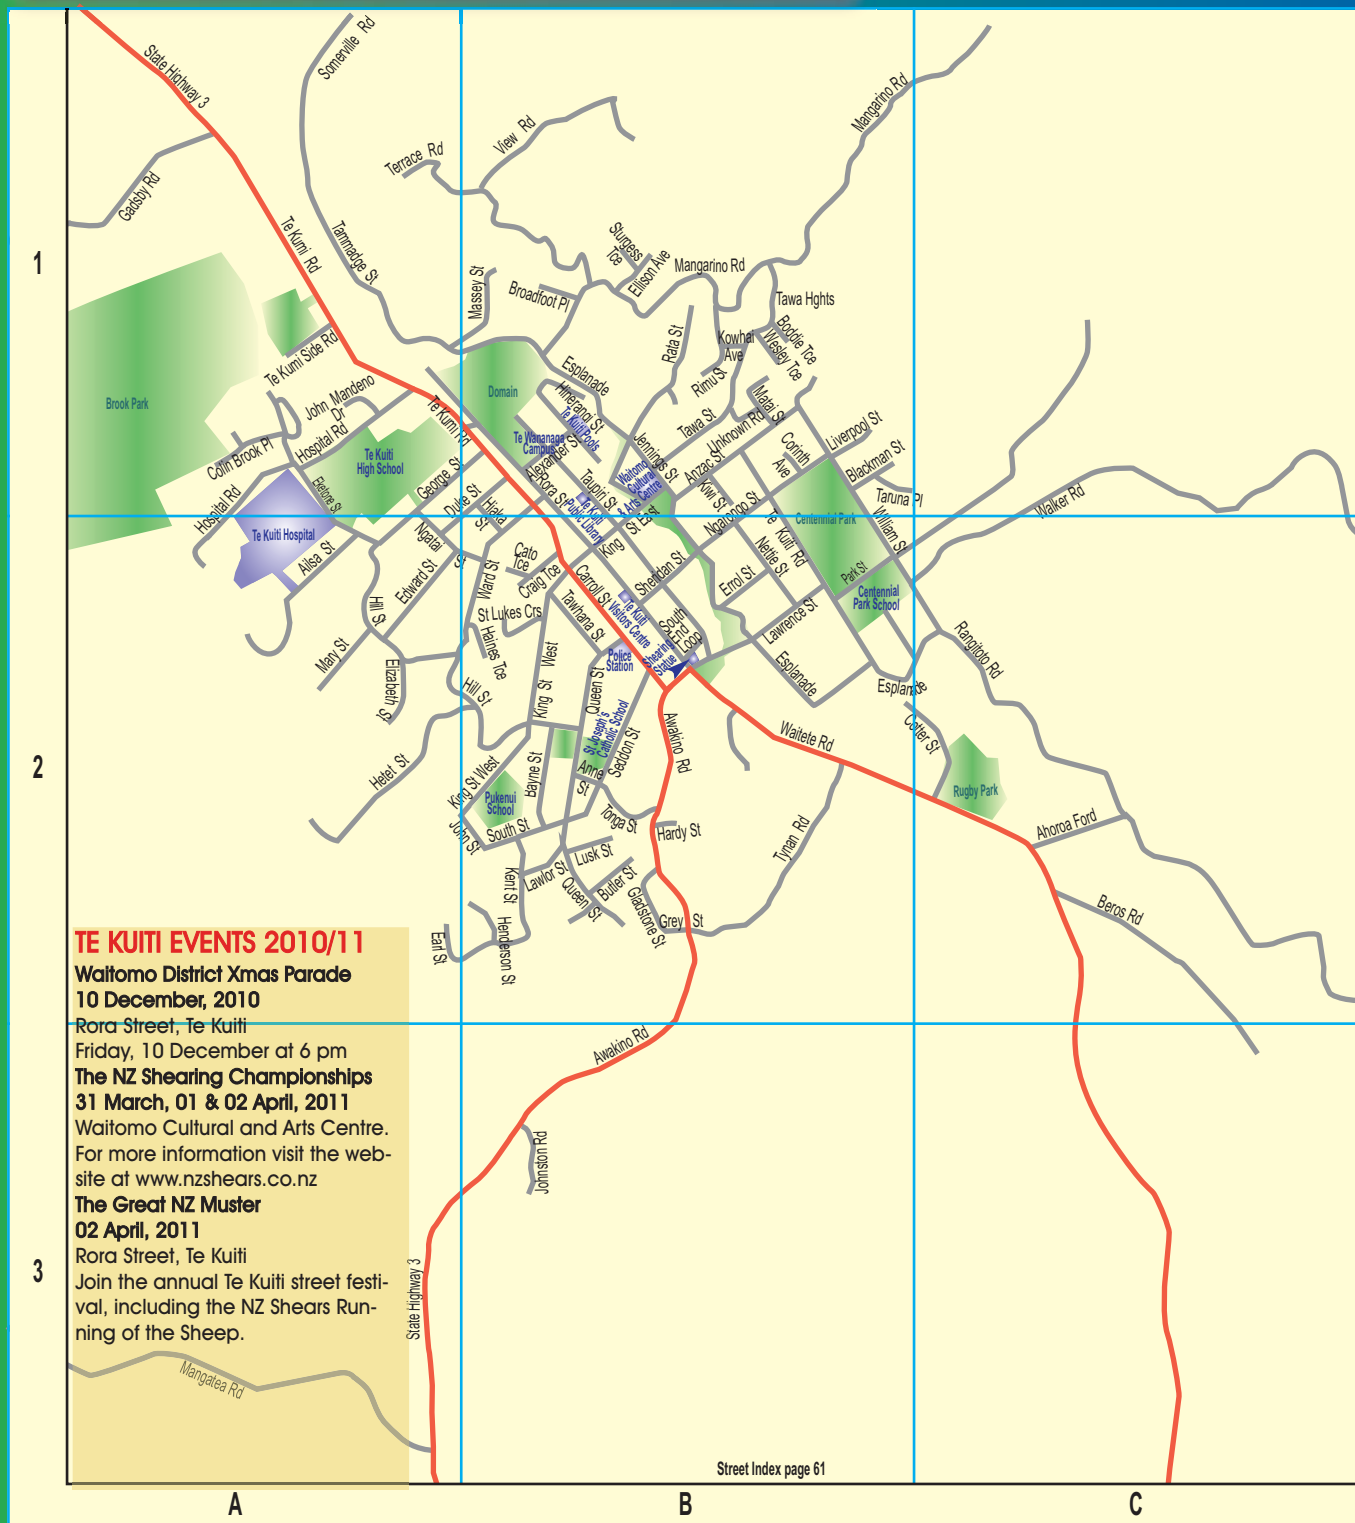 State Highway 3
Somerville Rd
Gadsby Rd
Te Kumi Rd
Tammadge St
Terrace Rd
View Rd
Mangarino Rd
1
Sturgess
Tce
Ellison Ave
Mangarino Rd
Massey St
Broadfoot Pl
Tawa Hghts
Boddie Tce
Wesley Tce
Kowhai
Ave
Rata St
Rimu St
Te Kumi Side Rd
Brook Park
John Mandeno
Dr
Hospital Rd
Colin Brook Pl
Te Kuiti
High School
Te Kumi Rd
Domain
Esplanade
Hinerangi St
Te Kuiti Pools
Te Wananaga
Campus
Alexander St
Matai St
Tawa St
Unknown Rd
Jennings St
Anzac St
Corinth
Ave
Liverpool St
Blackman St
Taruna Pl
William St
Walker Rd
Hospital Rd
Te Kuiti Hospital
Ailsa St
George St
Duke St
Hiaka
St
Rora St
Taupiri St
Te Kuiti
Public Library
Waitomo
Cultural
& Arts Centre
King
St East
Kiwi St
Ngatongo St
Te Kuiti Rd
Nettie St
Centennial Park
Park St
Centennial
Park School
Ngatai
St
Edward St
Mary St
Hill St
Elizabeth St
Cato
Tce
Craig Tce
Ward St
St Lukes Crs
Haines Tce
Hill St
Carroll St
Tawhana St
Te Kuiti
Visitors Centre
Police
Station
Sheridan St
Errol St
South
End
Loop
Shearing
Statue
Lawrence St
Esplanade
Esplande
Rangitoto Rd
Cotter St
2
Hetet St
King St West
King St West
Queen St
St Joseph's
Catholic School
Seddon St
Awakino Rd
Waitete Rd
Rugby Park
Bayne St
Anne
St
Pukenui
School
John St
South St
Tonga St
Hardy St
Tynan Rd
Ahoroa Ford
Beros Rd
Kent St
Lawlor St
Lusk St
Queen St
Butler St
Gladstone St
Grey St
Earl St
Henderson St
TE KUITI EVENTS 2010/11
Waitomo District Xmas Parade
10 December, 2010
Rora Street, Te Kuiti
Friday, 10 December at 6 pm
The NZ Shearing Championships
31 March, 01 & 02 April, 2011
Waitomo Cultural and Arts Centre.
For more information visit the web-
site at www.nzshears.co.nz
The Great NZ Muster
02 April, 2011
Rora Street, Te Kuiti
Join the annual Te Kuiti street festi-
val, including the NZ Shears Run-
ning of the Sheep.
Awakino Rd
Johnston Rd
3
State Highway 3
Mangatea Rd
Street Index page 61
A
B
C